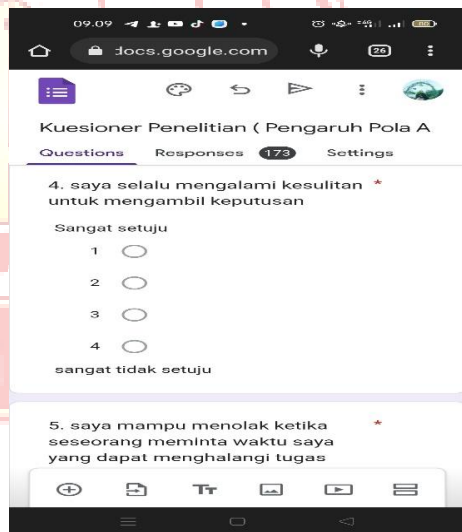 09.09
docs.google.com
26
Kuesioner Penelitian ( Pengaruh Pola A
Questions Responses 173 Settings
4. saya selalu mengalami kesulitan *
untuk mengambil keputusan
Sangat setuju
1
2
3
4
sangat tidak setuju
5. saya mampu menolak ketika *
seseorang meminta waktu saya
yang dapat menghalangi tugas
Tт